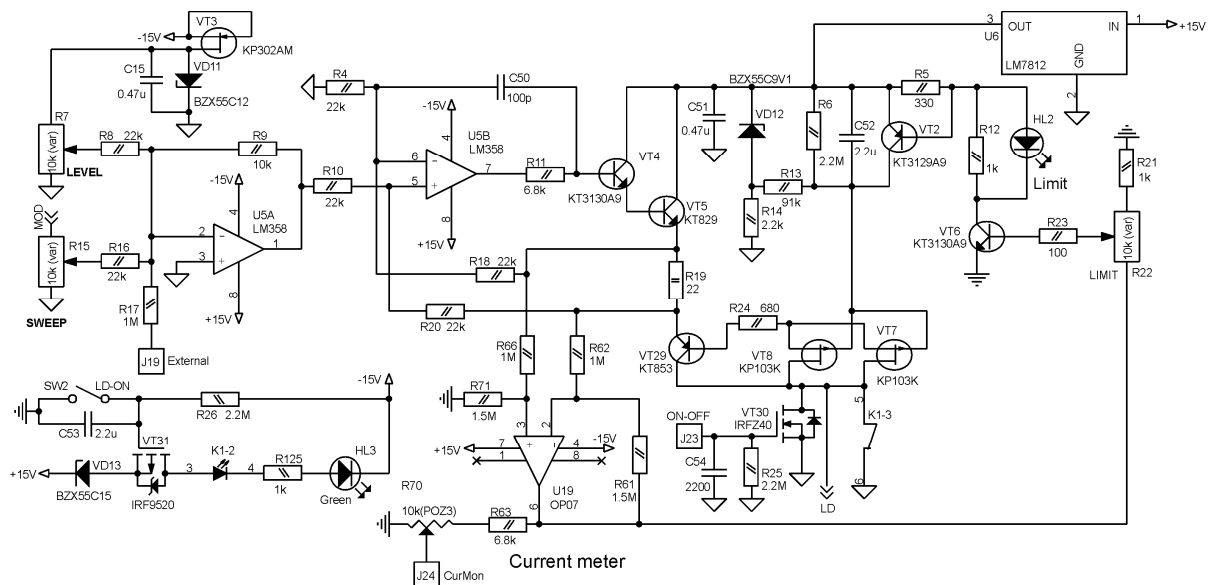 VT3
-15V
KP302AM
C15
0.47u
VD11
BZX55C12
R7
10k (var)
LEVEL
R8 22k
R9
10k
-15V
4
U5A
LM358
2
3
1
8
+15V
MOD
R15
10k (var)
SWEEP
R16
22k
R17
1M
J19
External
R4
22k
C50
100p
-15V
4
U5B
LM358
6
5
7
8
+15V
R10
22k
R11
6.8k
VT4
KT3130A9
VT5
KT829
C51
0.47u
BZX55C9V1
VD12
R6
2.2M
R13
91k
R14
2.2k
C52
2.2u
R5
330
VT2
KT3129A9
3
OUT
U6
IN
1
+15V
LM7812
GND
2
R12
1k
HL2
Limit
VT6
KT3130A9
R23
100
R21
1k
10k (var)
LIMIT
R22
R18 22k
R19
22
R20 22k
R66
1M
R62
1M
R24 680
VT29
KT853
VT8
KP103K
VT7
KP103K
R71
1.5M
3
2
+15V
7
1
4
8
-15V
U19
OP07
6
R61
1.5M
ON-OFF
J23
C54
2200
VT30
IRFZ40
R25
2.2M
LD
5
K1-3
6
SW2
LD-ON
C53
2.2u
R26 2.2M
-15V
VT31
+15V
VD13
BZX55C15
IRF9520
3
K1-2
4
R125
1k
HL3
Green
R70
10k(POZ3)
R63
6.8k
J24
CurMon
Current meter